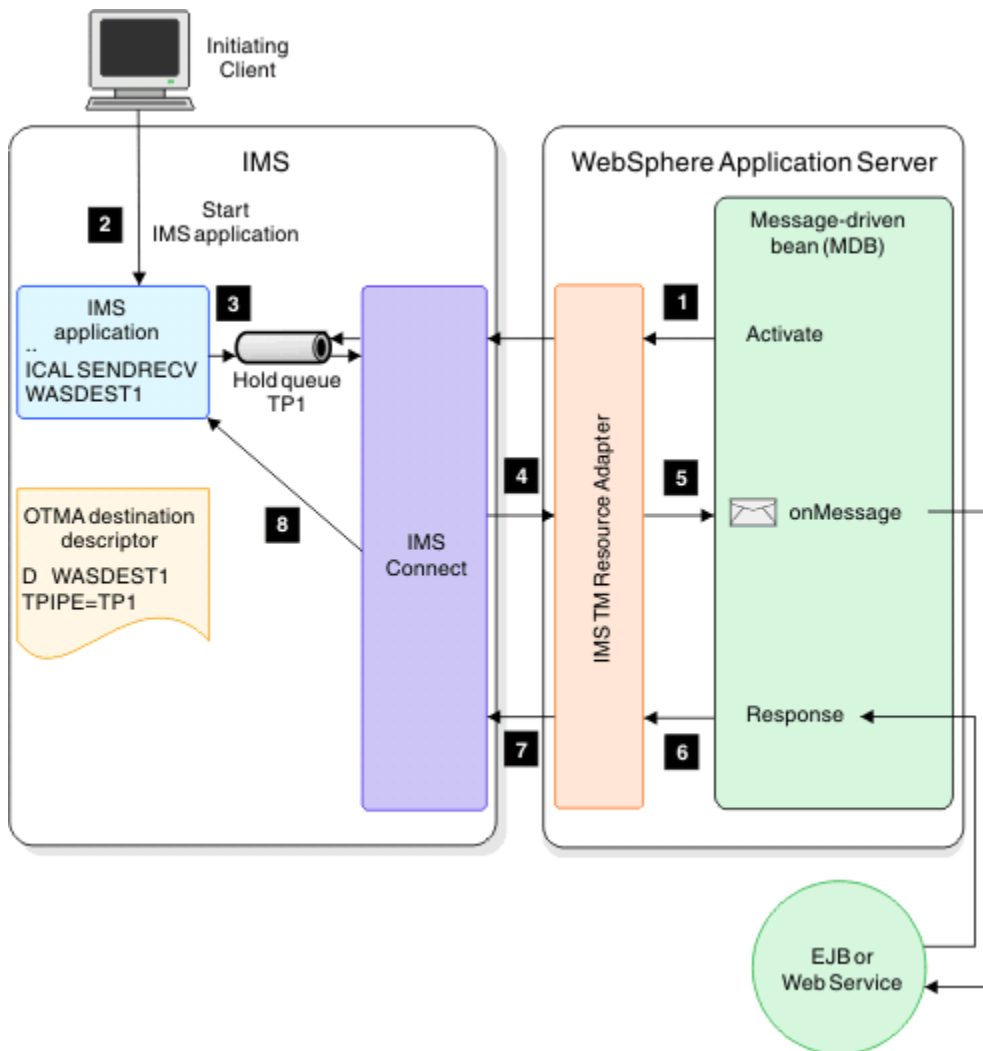 Initiating
Client
IMS
WebSphere Application Server
2
Start
IMS application
Message-driven
bean (MDB)
IMS
application
..
ICAL SENDRECV
WASDEST1
3
Hold queue
TP1
1
Activate
OTMA destination
descriptor
D WASDEST1
TPIPE=TP1
8
IMS
Connect
4
IMS TM Resource Adapter
5
onMessage
7
6
Response
EJB or
Web Service